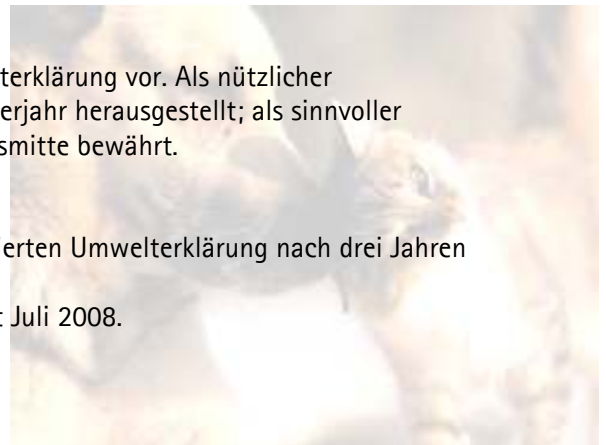 terklärung vor. Als nützlicher
erjahr herausgestellt; als sinnvoller
smitte bewährt.
erten Umwelterklärung nach drei Jahren
t Juli 2008.